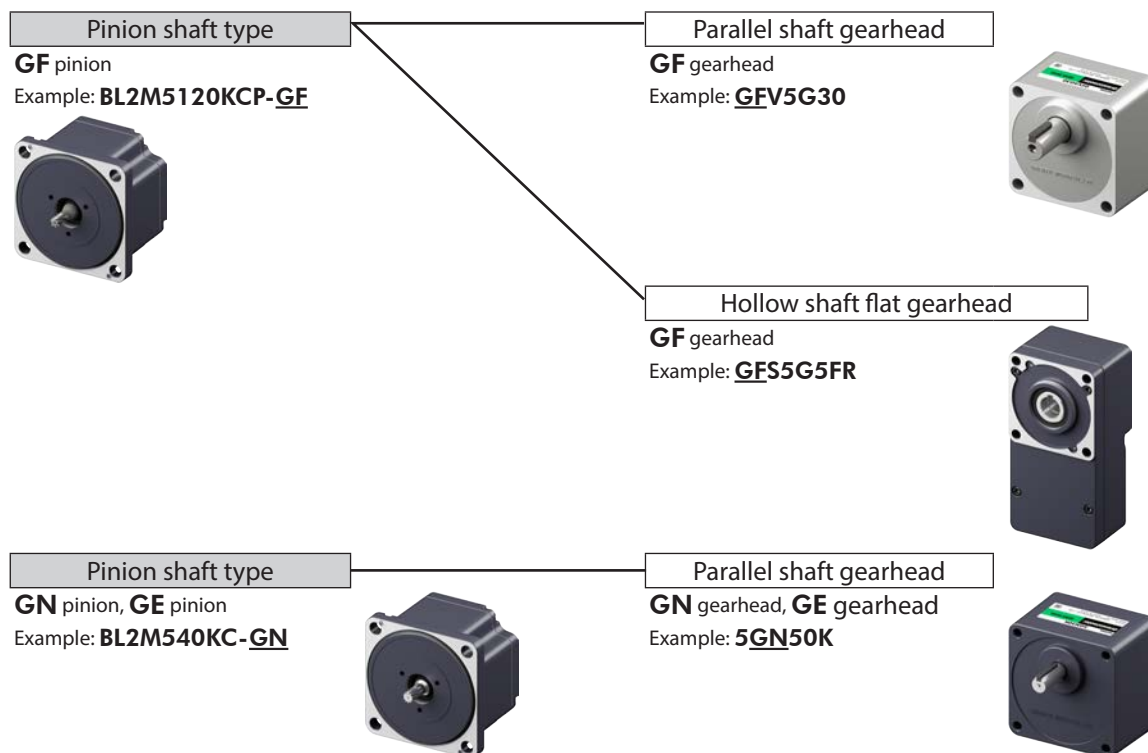 Pinion shaft type
GF pinion
Example: BL2M5120KCP-GF
Parallel shaft gearhead
GF gearhead
Example: GFV5G30
Hollow shaft flat gearhead
GF gearhead
Example: GFS5G5FR
Pinion shaft type
GN pinion, GE pinion
Example: BL2M540KC-GN
Parallel shaft gearhead
GN gearhead, GE gearhead
Example: 5GN50K